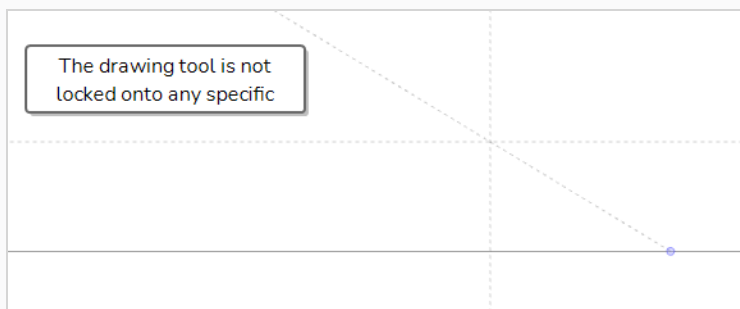 The drawing tool is not
locked onto any specific